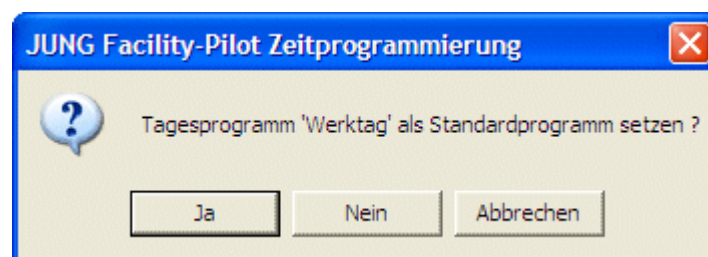 JUNG Facility-Pilot Zeitprogrammierung
Tagesprogramm 'Werktag' als Standardprogramm setzen ?
Ja Nein Abbrechen